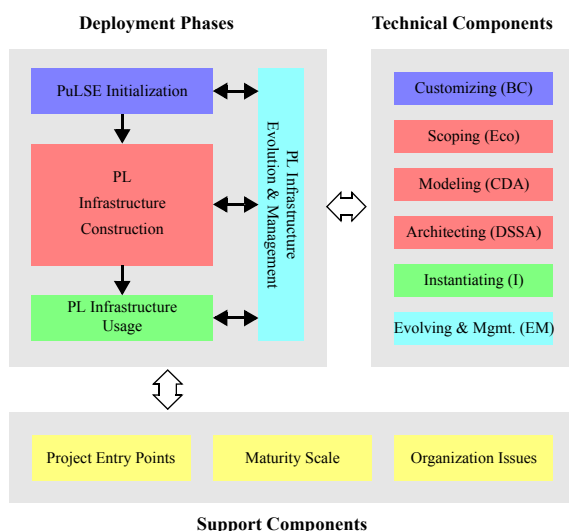 Deployment Phases
Technical Components
PuLSE Initialization
PL
Infrastructure
Construction
PL Infrastructure
Usage
PL Infrastructure
Evolution & Management
Customizing (BC)
Scoping (Eco)
Modeling (CDA)
Architecting (DSSA)
Instantiating (I)
Evolving & Mgmt. (EM)
Project Entry Points
Maturity Scale
Organization Issues
Support Components